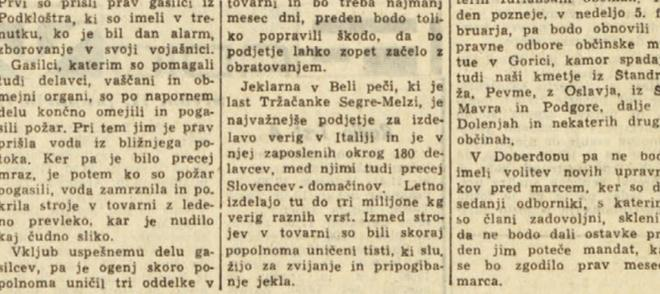 Prvi so prišli prav gasilci iz
Podkloštra, ki so imeli v tre-
nutku, ko je bil dan alarm,
zborovanje v svoji vojašnici.
Gasilci, katerim so pomagali
tudi delavci, vaščani in ob-
mejni organi, so po napornem
delu končno omejili in poga-
sili požar. Pri tem jim je prav
prišla voda iz bližnjega po-
toka. Ker pa je bilo precej
mraz, je potem ko so požar
pogasili, voda zamrznila in po-
krila stroje v tovarni z lede-
no prevleko, kar je nudilo
kaj čudno sliko.
Vkljub uspešnemu delu ga-
silcev, pa je ogenj skoro po-
polnoma uničil tri oddelke v
tovarni in bo treba najmanj
mesec dni, preden bodo toli-
ko popravili škodo, da bo
podjetje lahko zopet začelo z
obratovanjem.
Jeklarna v Beli peči, ki je
last Tržačanke Segre-Melzi, je
najvažnejše podjetje za izde-
lavo verig v Italiji in je v
njej zaposlenih okrog 180 de-
lavcev, med njimi tudi precej
Slovencev - domačinov. Letno
izdelajo tu do tri milijone kg
verig raznih vrst. Izmed stro-
jev v tovarni so bili skoraj
popolnoma uničeni tisti, ki slu.
žijo za zvijanje in pripogiba-
nje jekla.
den pozneje, v nedeljo 5. f
bruarja, pa bodo obnovili
pravne odbore občinske m
tue v Gorici, kamor spada
tudi naši kmetje iz Štandr
ža, Pevme, z Oslavja, iz Š
Mavra in Podgore, dalje
Dolenjah in nekaterih drug
občinah.
V Doberdobu pa ne bod
imeli volitev novih upravn
kov pred marcem, ker so d
sedanji odborniki, s katerim
so člani zadovoljni, skleni
da ne bodo dali ostavke pr
den jim poteče mandat, ka
se bo zgodilo prav mesec
marca.